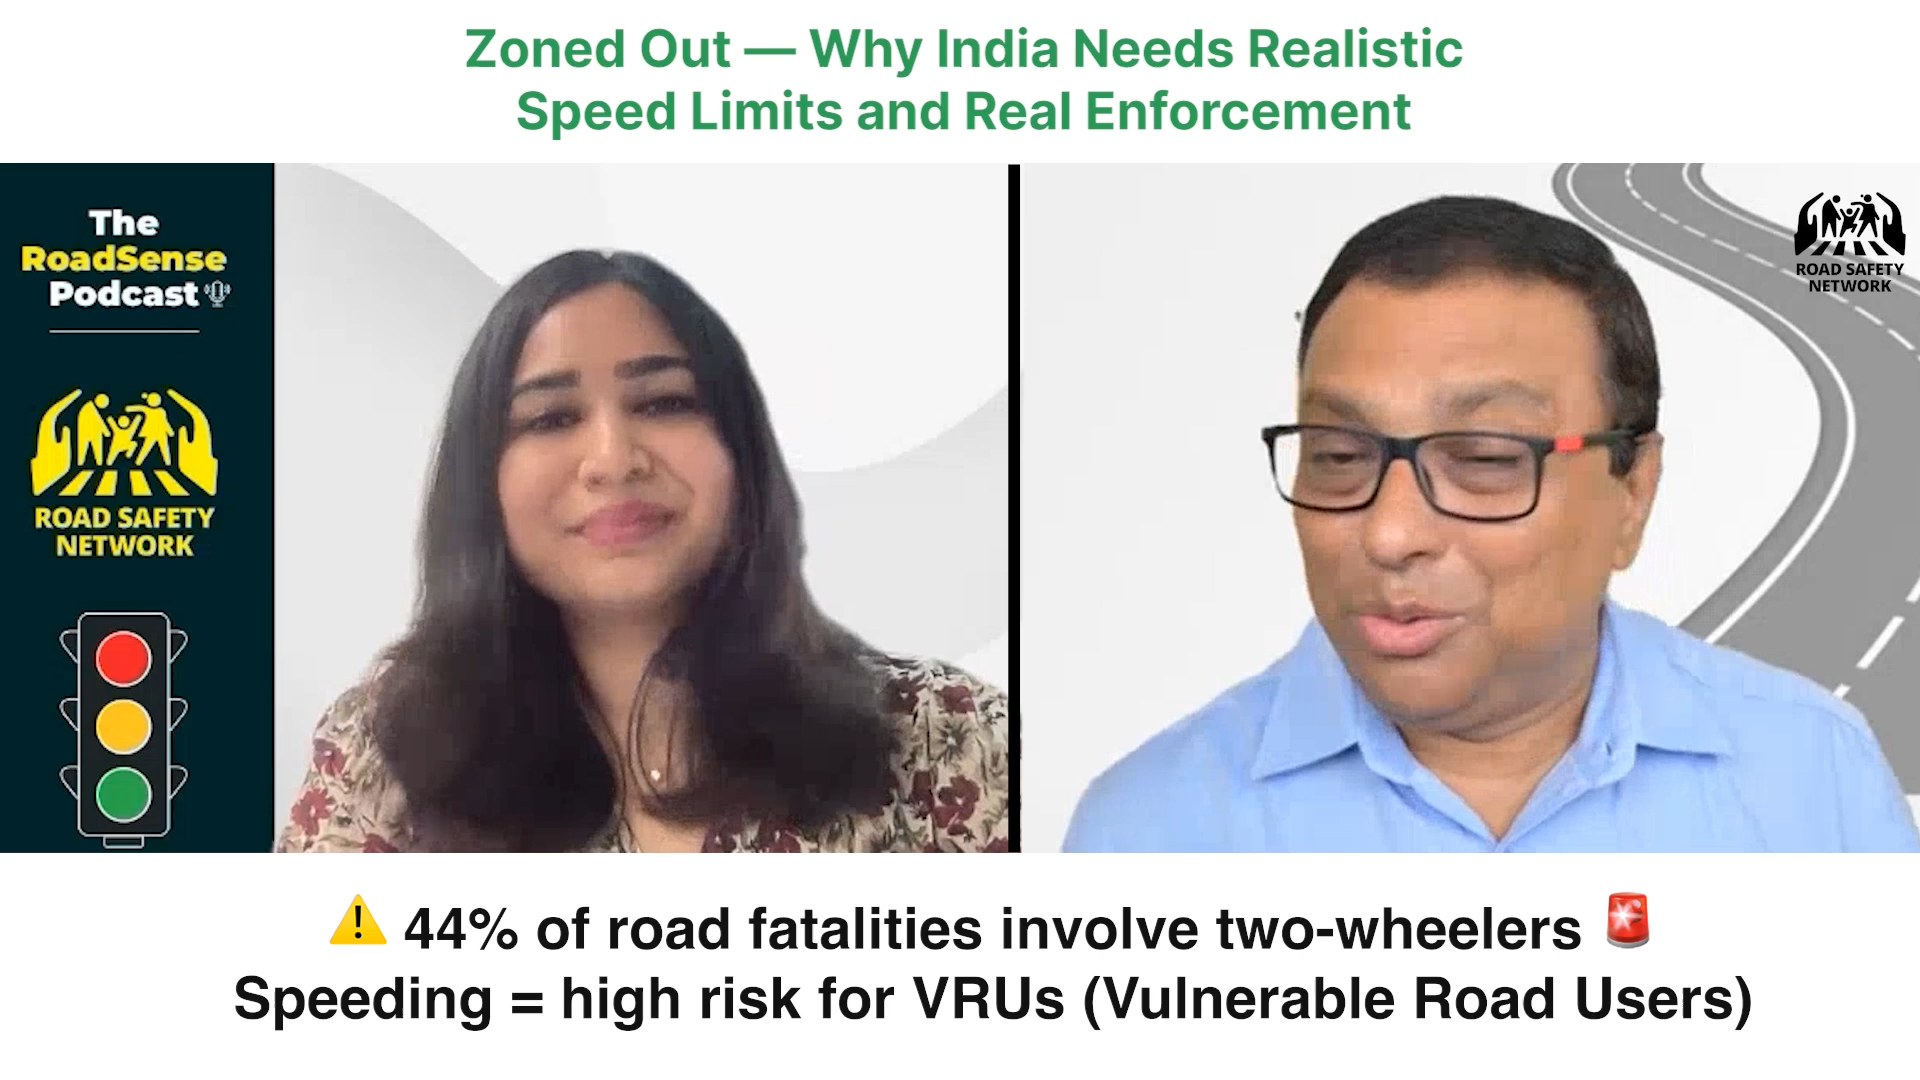 Zoned Out — Why India Needs Realistic
Speed Limits and Real Enforcement
The
RoadSense
Podcast
ROAD SAFETY
NETWORK
ROAD SAFETY
NETWORK
⚠️ 44% of road fatalities involve two-wheelers 🚨
Speeding = high risk for VRUs (Vulnerable Road Users)